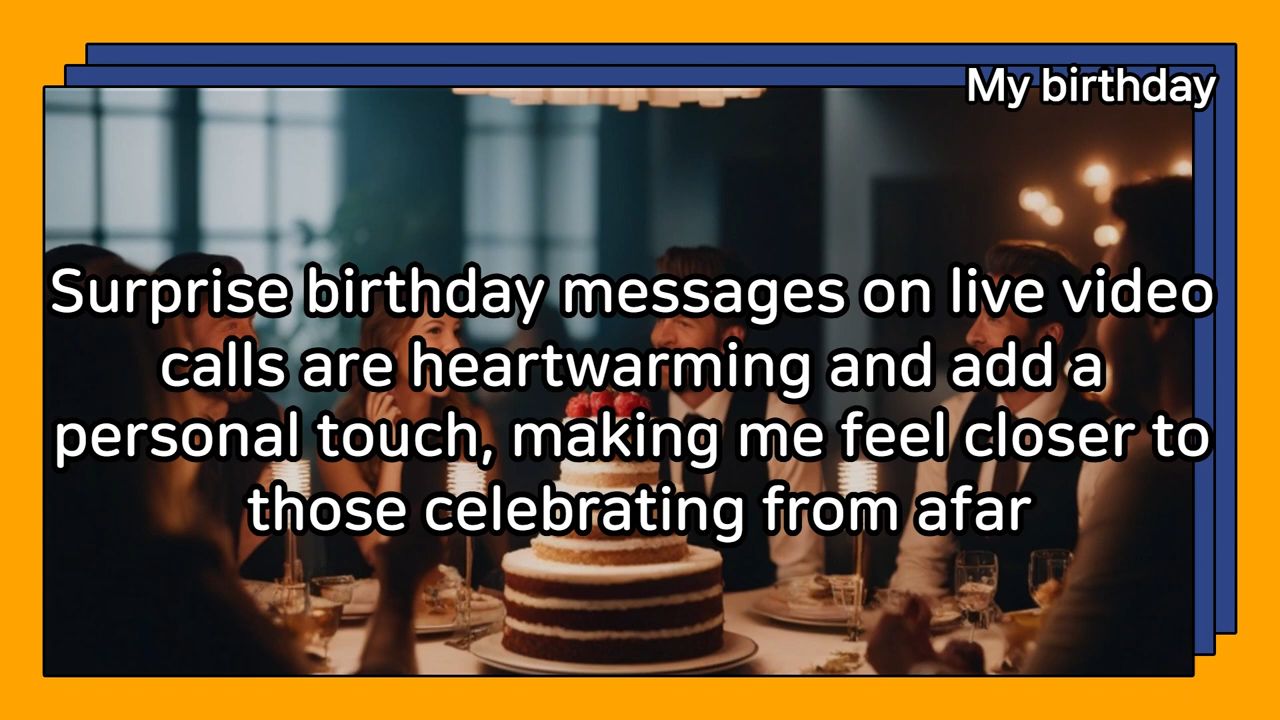 My birthday
Surprise birthday messages on live video
calls are heartwarming and add a
personal touch, making me feel closer to
those celebrating from afar